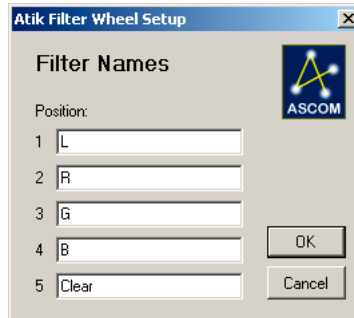 Atik Filter Wheel Setup
Filter Names
ASCOM
Position:
1 L
2 R
3 G
4 B
OK
5 Clear
Cancel